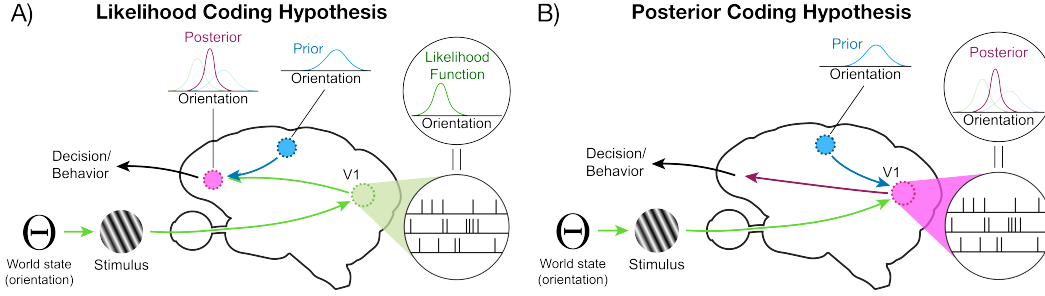 A)
Likelihood Coding Hypothesis
Posterior
Orientation
Prior
Orientation
Likelihood
Function
Orientation
Decision/
Behavior
V1
Θ
World state
(orientation)
Stimulus
B)
Posterior Coding Hypothesis
Prior
Orientation
Posterior
Orientation
Decision/
Behavior
V1
Θ
World state
(orientation)
Stimulus